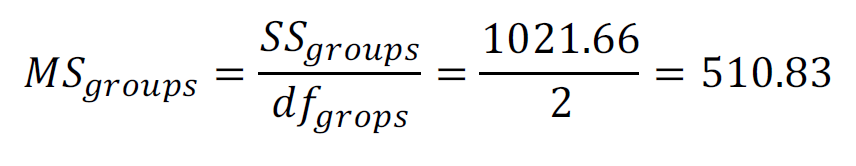 MS_groups = SS_groups / df_grops = 1021.66 / 2 = 510.83